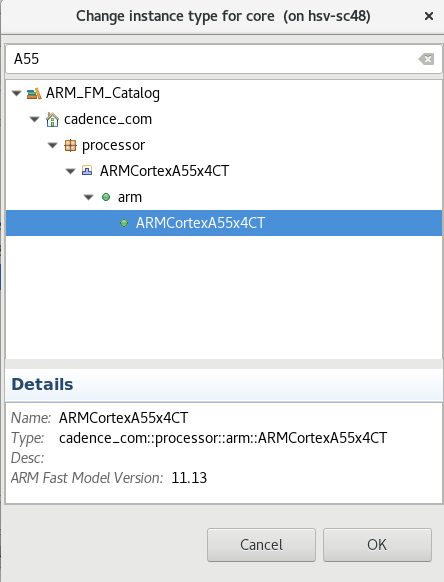 Change instance type for core (on hsv-sc48)
A55
ARM_FM_Catalog
cadence_com
processor
ARMCortexA55x4CT
arm
ARMCortexA55x4CT
Details
Name: ARMCortexA55x4CT
Type: cadence_com::processor::arm::ARMCortexA55x4CT
Desc:
ARM Fast Model Version: 11.13
Cancel OK